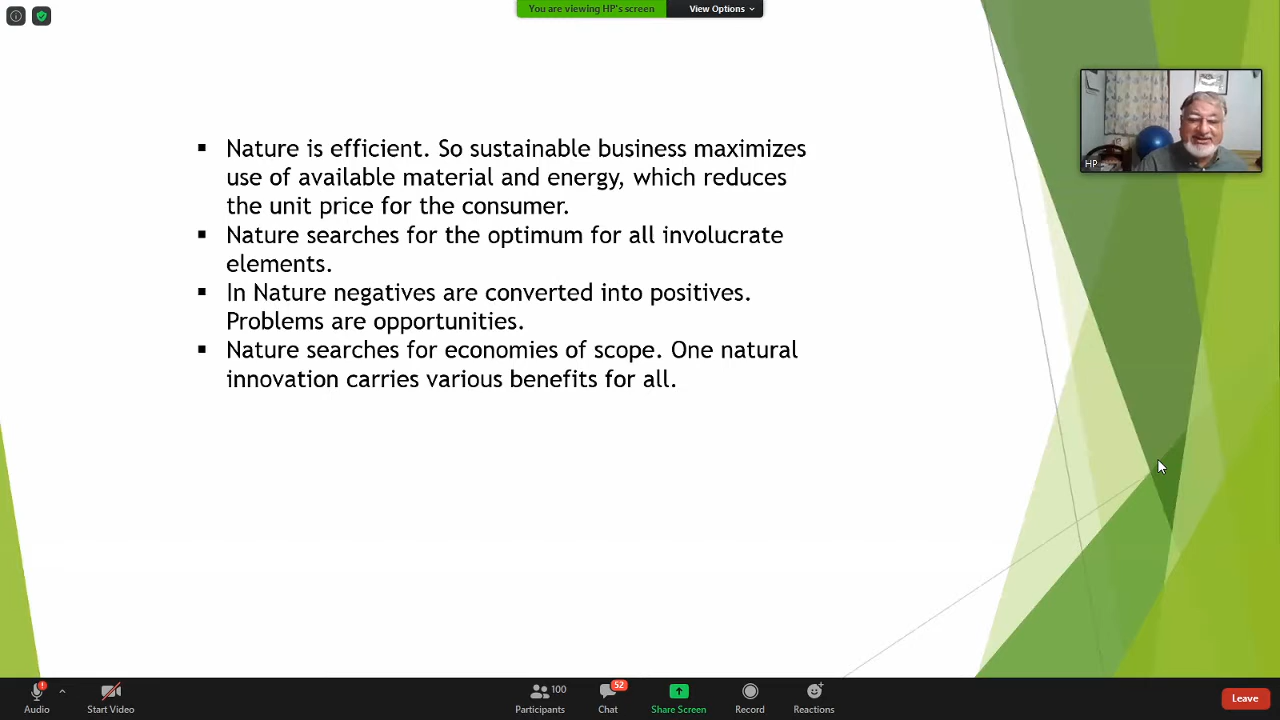 You are viewing HP's screen
View Options
HP
▪ Nature is efficient. So sustainable business maximizes
use of available material and energy, which reduces
the unit price for the consumer.
▪ Nature searches for the optimum for all involucrate
elements.
▪ In Nature negatives are converted into positives.
Problems are opportunities.
▪ Nature searches for economies of scope. One natural
innovation carries various benefits for all.
Audio
Start Video
100
Participants
52
Chat
Share Screen
Record
Reactions
Leave